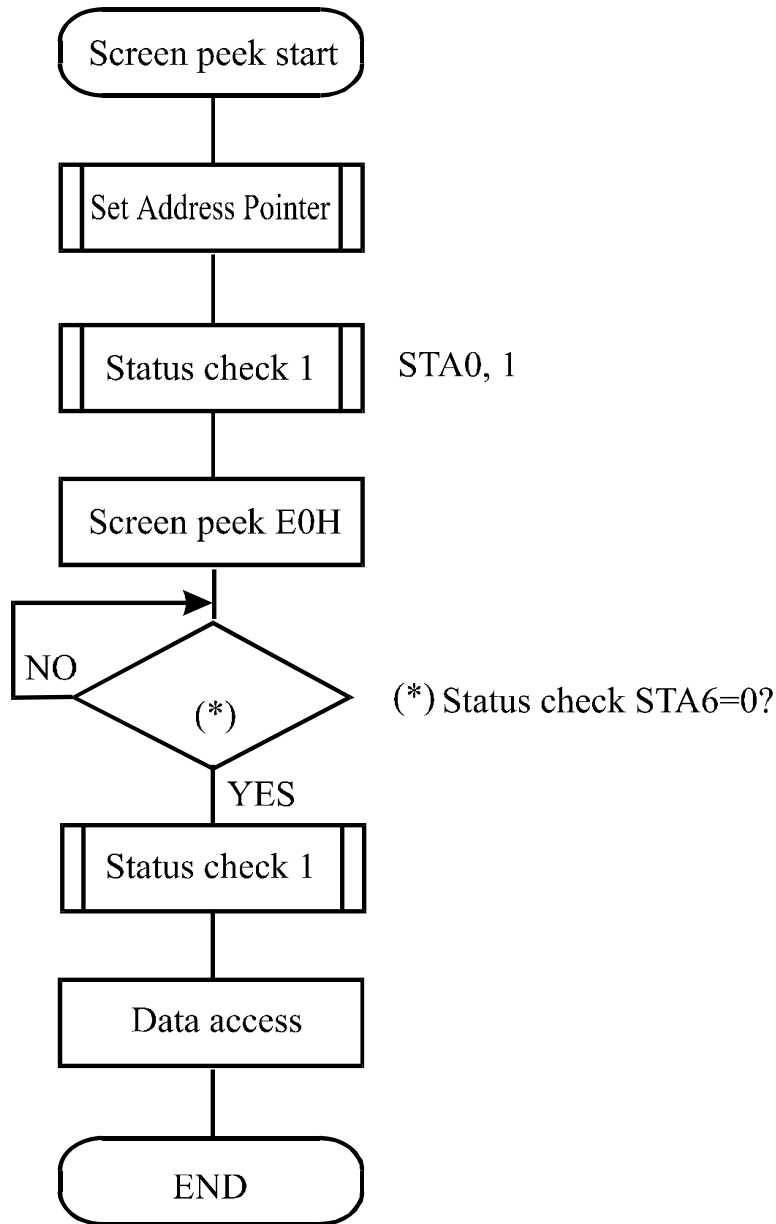 Screen peek start
Set Address Pointer
Status check 1
STA0, 1
Screen peek E0H
NO
(*)
(*) Status check STA6=0?
YES
Status check 1
Data access
END